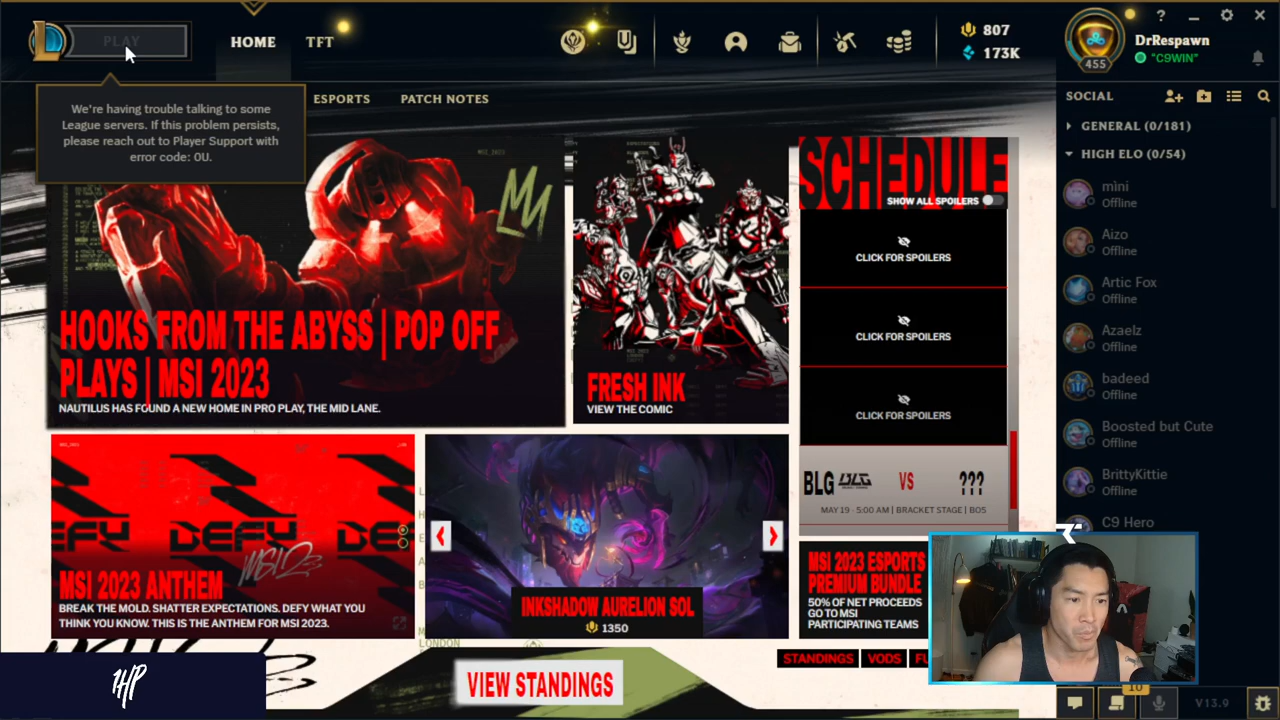 PLAY
HOME
TFT
807
173K
455
?
DrRespawn
"C9WIN"
We're having trouble talking to some
League servers. If this problem persists,
please reach out to Player Support with
error code: 0U.
ESPORTS
PATCH NOTES
SOCIAL
GENERAL (0/181)
HIGH ELO (0/54)
mini
Offline
Aizo
Offline
Artic Fox
Offline
Azaelz
Offline
badeed
Offline
Boosted but Cute
Offline
BrittyKittie
Offline
C9 Hero
HOOKS FROM THE ABYSS | POP OFF
PLAYS | MSI 2023
NAUTILUS HAS FOUND A NEW HOME IN PRO PLAY, THE MID LANE.
FRESH INK
VIEW THE COMIC
SCHEDULE
SHOW ALL SPOILERS
CLICK FOR SPOILERS
CLICK FOR SPOILERS
CLICK FOR SPOILERS
BLG BLG VS ???
MAY 19 · 5:00 AM | BRACKET STAGE | BO5
DEFY
MSI 2023 ANTHEM
BREAK THE MOLD. SHATTER EXPECTATIONS. DEFY WHAT YOU
THINK YOU KNOW. THIS IS THE ANTHEM FOR MSI 2023.
INKSHADOW AURELION SOL
1350
MSI 2023 ESPORTS
PREMIUM BUNDLE
50% OF NET PROCEEDS
GO TO MSI
PARTICIPATING TEAMS
LONDON
STANDINGS
VODS
VIEW STANDINGS
1HP
10
V13.9